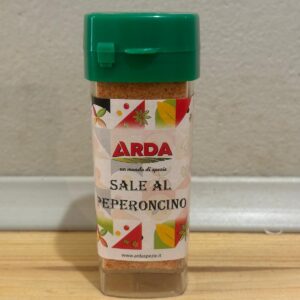 ARDA
un mondo di spezie
SALE AL
PEPERONCINO
www.ardaspezie.it